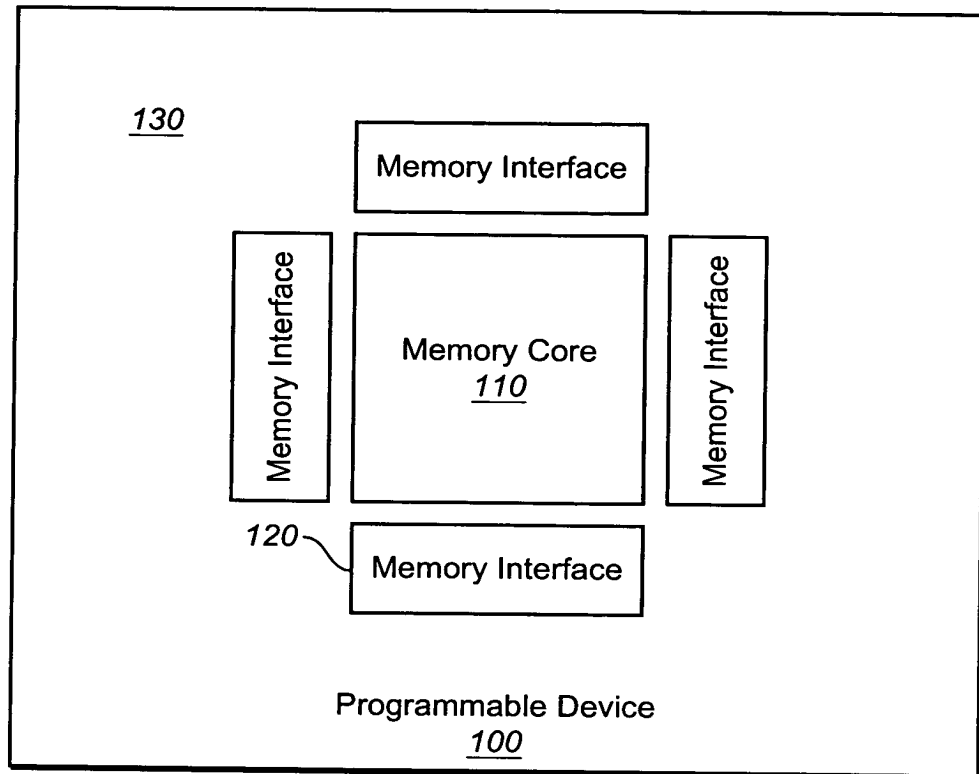 130
Memory Interface
Memory Interface
Memory Core
110
Memory Interface
120
Memory Interface
Programmable Device
100